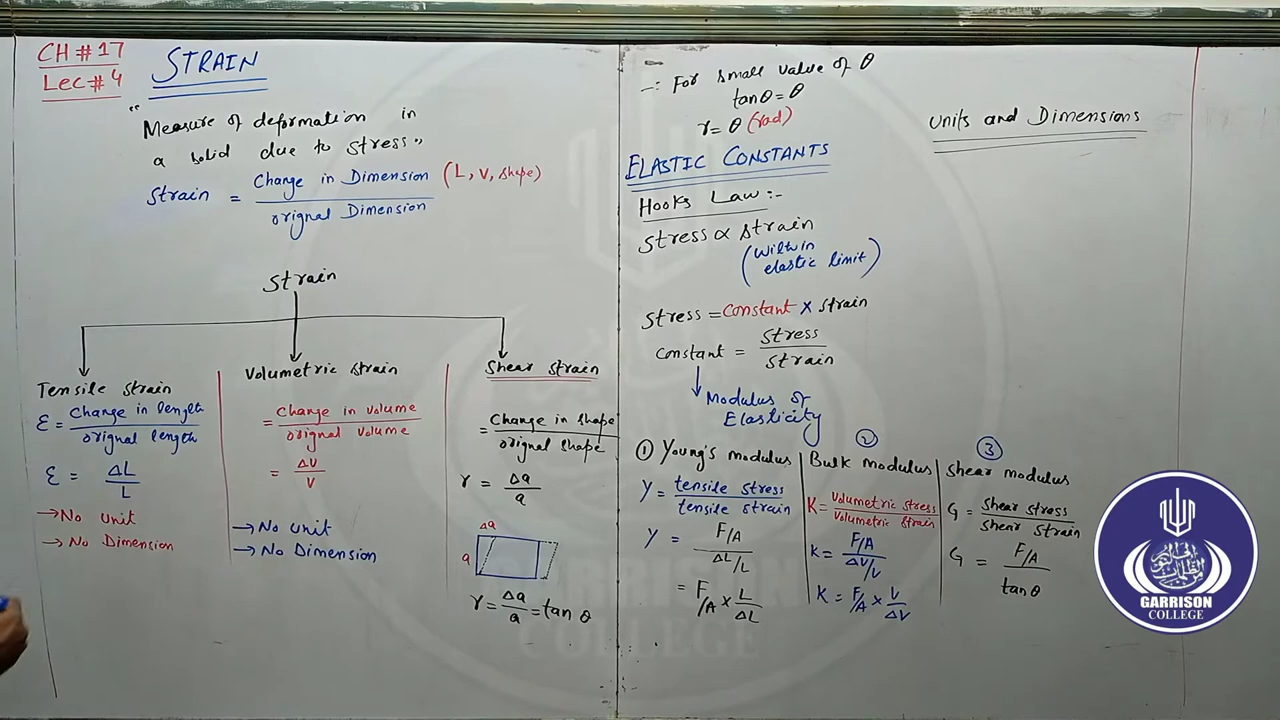 CH # 17
Lec # 4
STRAIN
"Measure of deformation in
a solid due to stress"
Strain = Change in Dimension (L, V, shape)
orignal Dimension
Strain
Tensile strain
ε = Change in length
orignal length
ε = ΔL
L
→ No unit
→ No Dimension
Volumetric strain
= Change in volume
orignal volume
= ΔV
V
→ No unit
→ No Dimension
Shear strain
= Change in shape
orignal shape
γ = Δa
a
Δa
a
γ = Δa/a = tan θ
∴ For small value of θ
tanθ = θ
γ = θ (rad)
ELASTIC CONSTANTS
Hooks Law :-
Stress ∝ strain
(within
elastic limit)
Stress = Constant × strain
Constant = Stress
Strain
Modulus of
Elasticity
① Young's modulus
Y = tensile stress
tensile strain
Y = F/A
ΔL/L
= F/A × L/ΔL
②
Bulk modulus
K = Volumetric stress
Volumetric strain
K = F/A
ΔV/V
K = F/A × V/ΔV
③
Shear modulus
G = Shear stress
shear strain
G = F/A
tanθ
Units and Dimensions
GARRISON
COLLEGE
GARRISON
COLLEGE